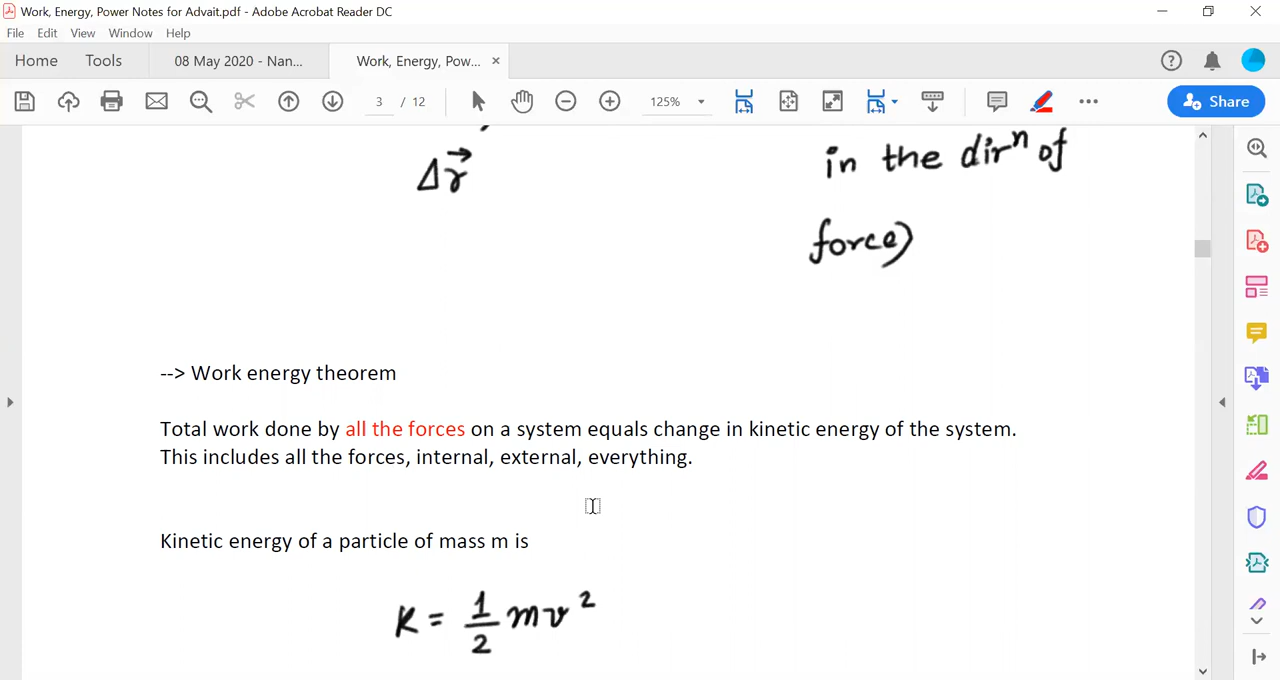 Work, Energy, Power Notes for Advait.pdf - Adobe Acrobat Reader DC
File Edit View Window Help
Home Tools 08 May 2020 - Nan... Work, Energy, Pow... ×
3 / 12 125% Share
Δr⃗
in the dirⁿ of
force)
--> Work energy theorem
Total work done by all the forces on a system equals change in kinetic energy of the system.
This includes all the forces, internal, external, everything.
Kinetic energy of a particle of mass m is
K = 1/2 mv²